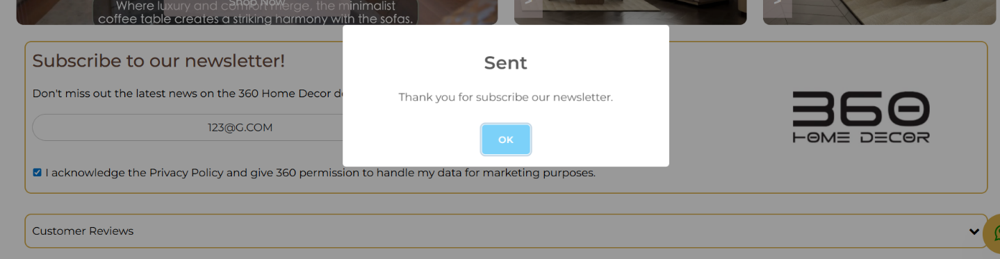 Shop Now
Where luxury and comfort merge, the minimalist
coffee table creates a striking harmony with the sofas.
>
>
Subscribe to our newsletter!
Don't miss out the latest news on the 360 Home Decor
123@G.COM
I acknowledge the Privacy Policy and give 360 permission to handle my data for marketing purposes.
Sent
Thank you for subscribe our newsletter.
OK
360
HOME DECOR
Customer Reviews